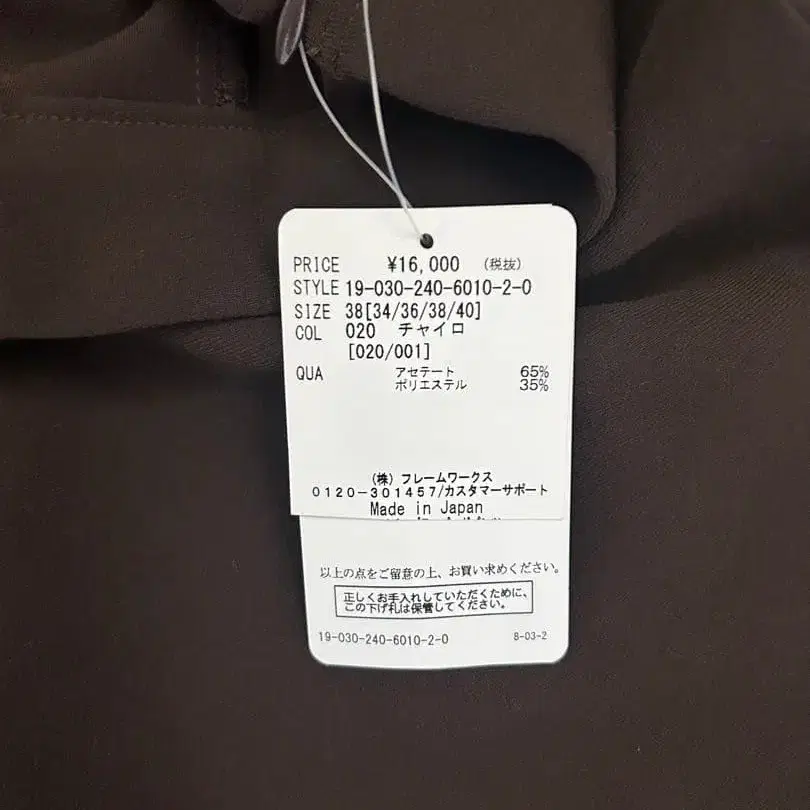 PRICE ¥16,000 (税抜)
STYLE 19-030-240-6010-2-0
SIZE 38[34/36/38/40]
COL 020 チャイロ
[020/001]
QUA アセテート 65%
ポリエステル 35%
(株) フレームワークス
0120-301457/カスタマーサポート
Made in Japan
以上の点をご留意の上、お買い求めください。
正しくお手入れしていただくために、
この下げ札は保管してください。
19-030-240-6010-2-0 8-03-2